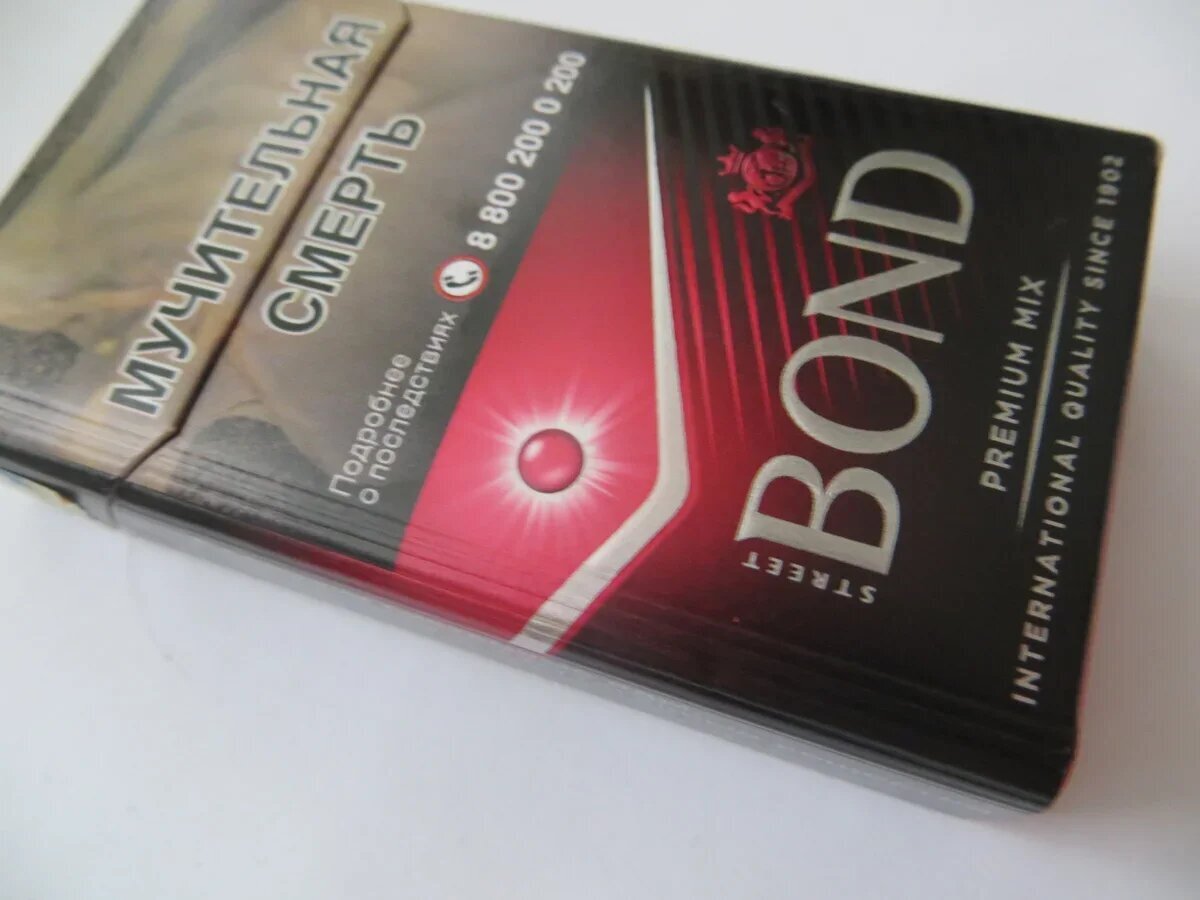 МУЧИТЕЛЬНАЯ
СМЕРТЬ
Подробнее
о последствиях
8 800 200 0 200
BOND
STREET
PREMIUM MIX
INTERNATIONAL QUALITY SINCE 1902